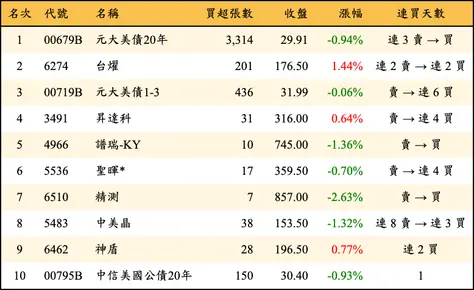 名次 代號 名稱 買超張數 收盤 漲幅 連買天數
1 00679B 元大美債20年 3,314 29.91 -0.94% 連 3 賣 → 買
2 6274 台燿 201 176.50 1.44% 連 2 賣 → 連 2 買
3 00719B 元大美債1-3 436 31.99 -0.06% 賣 → 連 6 買
4 3491 昇達科 31 316.00 0.64% 賣 → 連 4 買
5 4966 譜瑞-KY 10 745.00 -1.36% 賣 → 買
6 5536 聖暉* 17 359.50 -0.70% 賣 → 連 4 買
7 6510 精測 7 857.00 -2.63% 賣 → 買
8 5483 中美晶 38 153.50 -1.32% 連 8 賣 → 連 3 買
9 6462 神盾 28 196.50 0.77% 連 2 買
10 00795B 中信美國公債20年 150 30.40 -0.93% 1